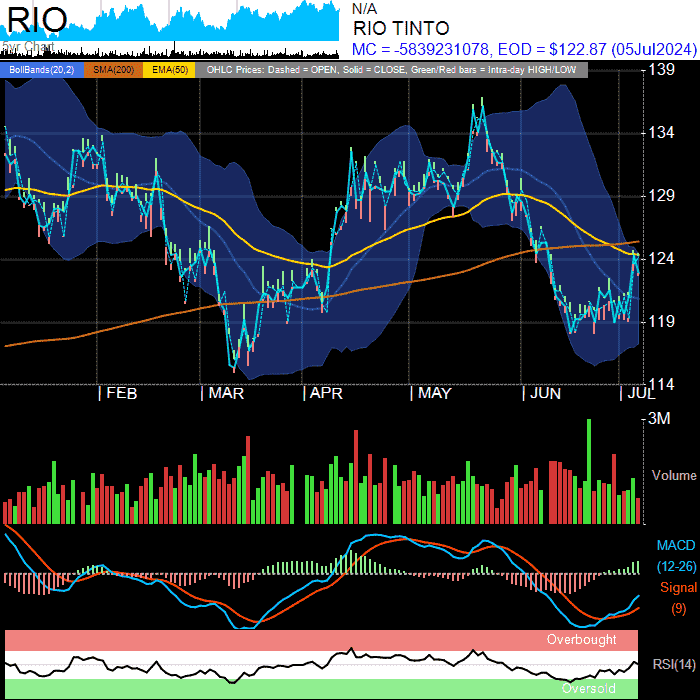 RIO
N/A
RIO TINTO
5yr Chart
MC = -5839231078, EOD = $122.87 (05Jul2024)
BollBands(20,2) SMA(200) EMA(50) OHLC Prices: Dashed = OPEN, Solid = CLOSE, Green/Red bars = Intra-day HIGH/LOW
139
134
129
124
119
114
| FEB | MAR | APR | MAY | JUN | JUL
3M
Volume
MACD
(12-26)
Signal
(9)
Overbought
RSI(14)
Oversold